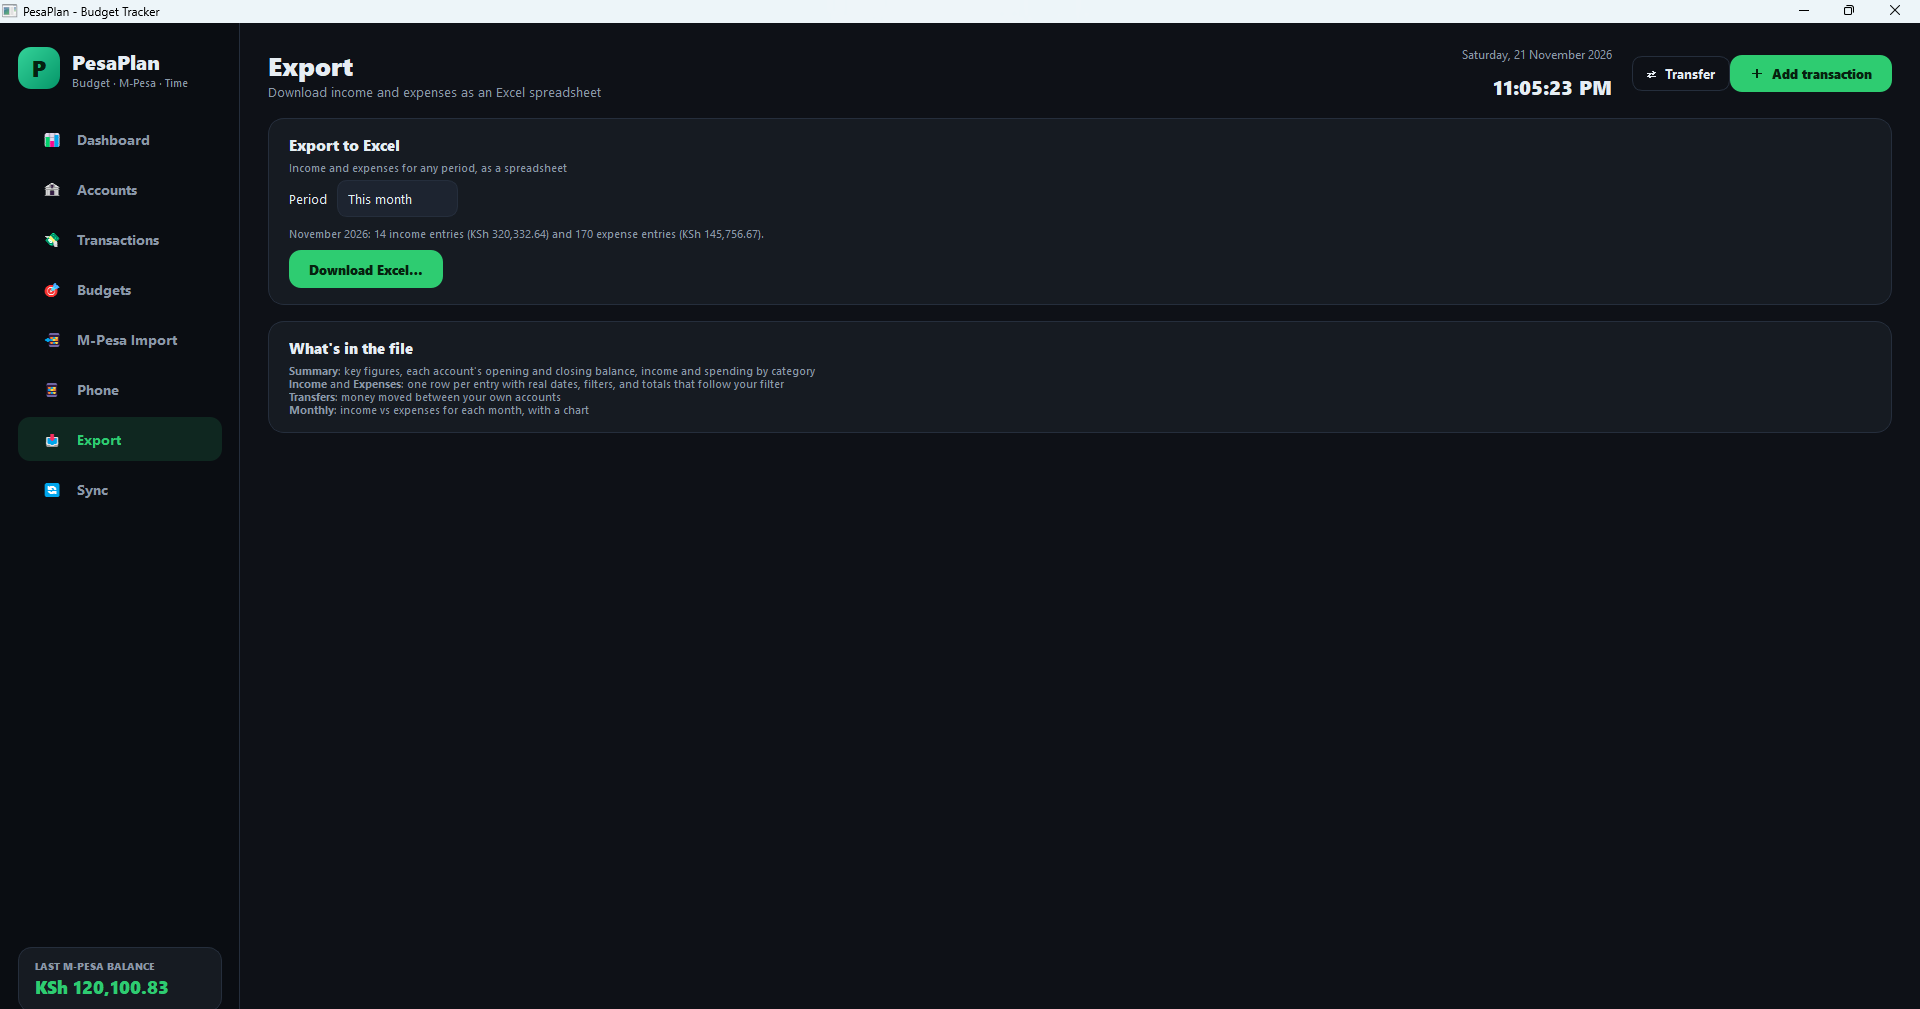 PesaPlan - Budget Tracker
P
PesaPlan
Budget · M-Pesa · Time
Dashboard
Accounts
Transactions
Budgets
M-Pesa Import
Phone
Export
Sync
LAST M-PESA BALANCE
KSh 120,100.83
Export
Download income and expenses as an Excel spreadsheet
Saturday, 21 November 2026
11:05:23 PM
⇄ Transfer
+ Add transaction
Export to Excel
Income and expenses for any period, as a spreadsheet
Period This month
November 2026: 14 income entries (KSh 320,332.64) and 170 expense entries (KSh 145,756.67).
Download Excel...
What's in the file
Summary: key figures, each account's opening and closing balance, income and spending by category
Income and Expenses: one row per entry with real dates, filters, and totals that follow your filter
Transfers: money moved between your own accounts
Monthly: income vs expenses for each month, with a chart